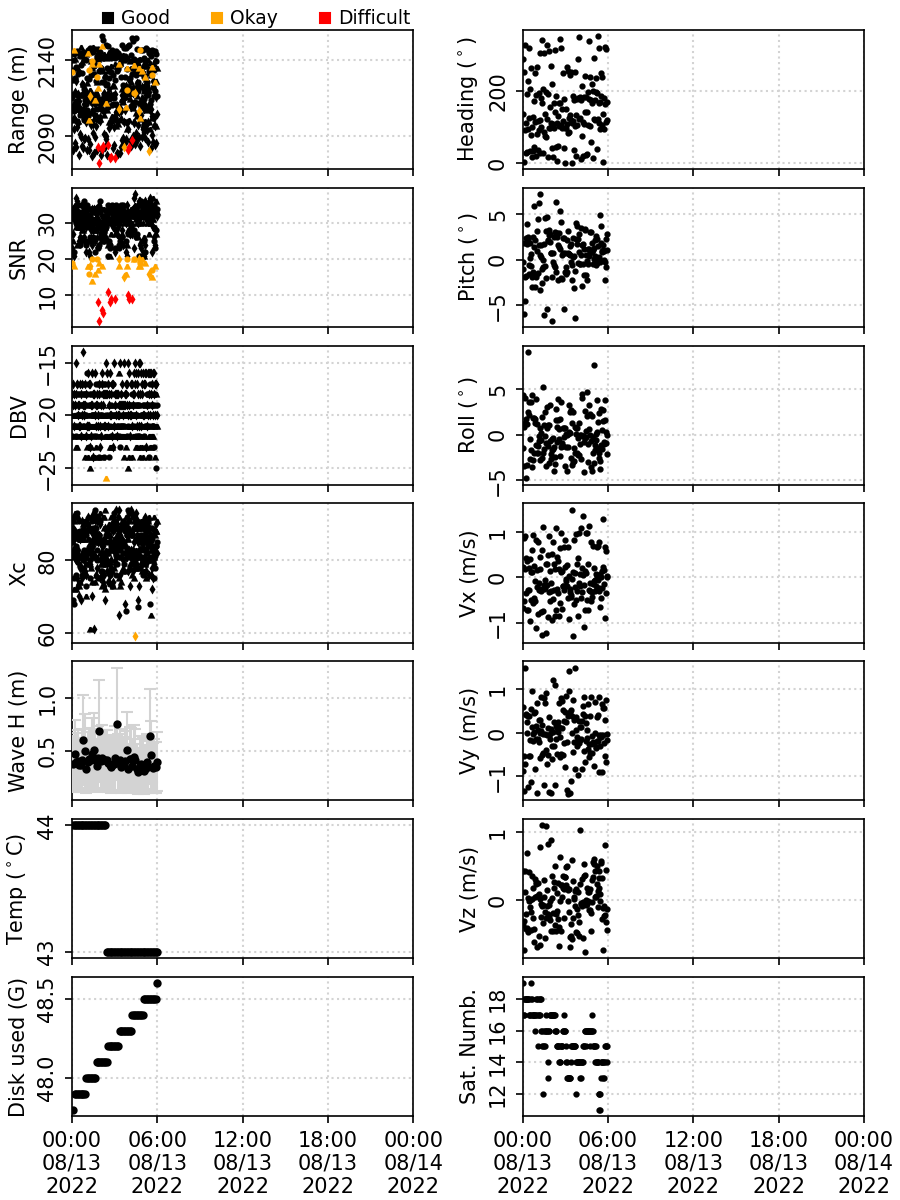 Good Okay Difficult
Range (m)
2140
2090
Heading (°)
200
0
SNR
30
20
10
Pitch (°)
5
0
−5
DBV
−15
−20
−25
Roll (°)
5
0
−5
Xc
80
60
Vx (m/s)
1
0
−1
Wave H (m)
1.0
0.5
Vy (m/s)
1
0
−1
Temp (°C)
44
43
Vz (m/s)
1
0
Disk used (G)
48.5
48.0
Sat. Numb.
18
16
14
12
00:00 06:00 12:00 18:00 00:00
08/13 08/13 08/13 08/13 08/14
2022 2022 2022 2022 2022
00:00 06:00 12:00 18:00 00:00
08/13 08/13 08/13 08/13 08/14
2022 2022 2022 2022 2022